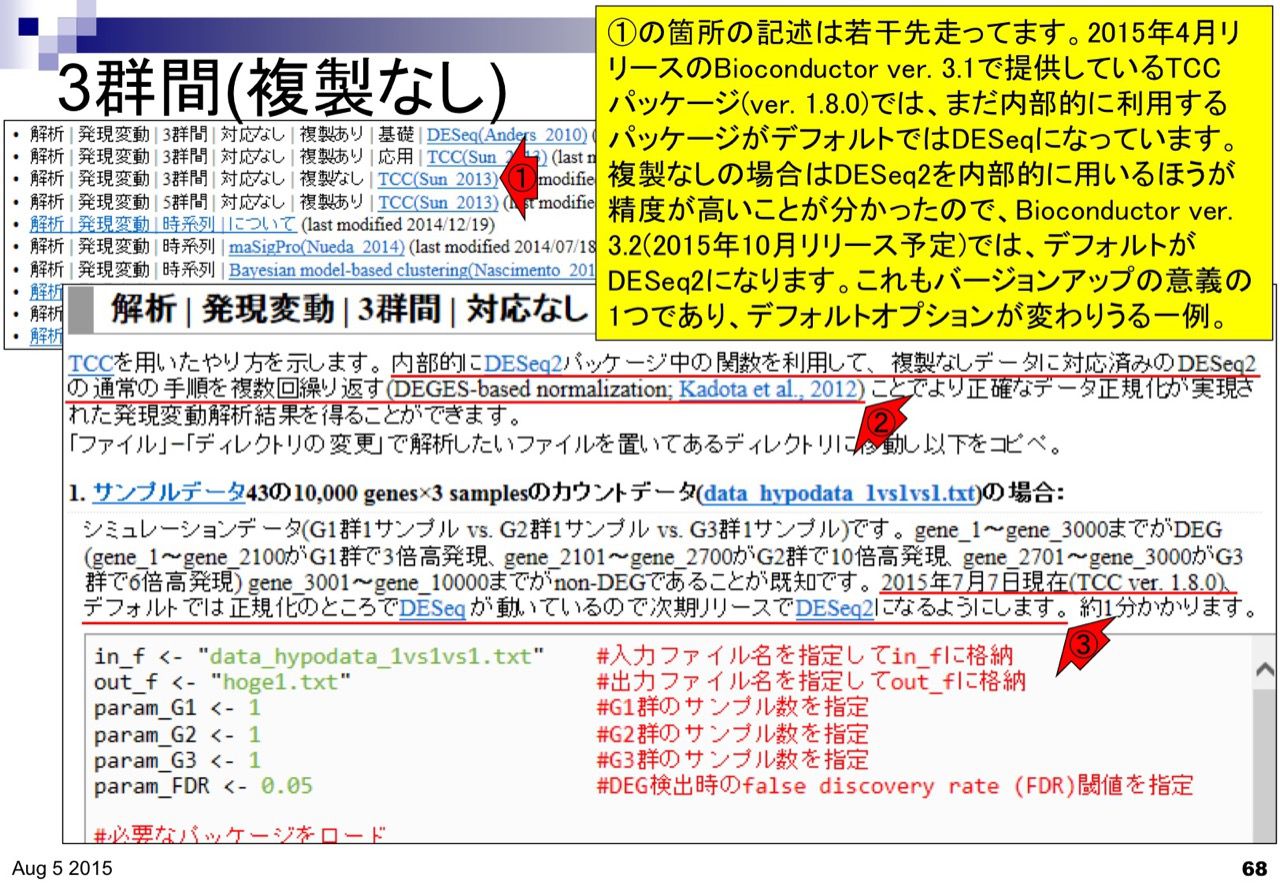 3群間(複製なし)
①の箇所の記述は若干先走ってます。2015年4月リ
リースのBioconductor ver. 3.1で提供しているTCC
パッケージ(ver. 1.8.0)では、まだ内部的に利用する
パッケージがデフォルトではDESeqになっています。
複製なしの場合はDESeq2を内部的に用いるほうが
精度が高いことが分かったので、Bioconductor ver.
3.2(2015年10月リリース予定)では、デフォルトが
DESeq2になります。これもバージョンアップの意義の
1つであり、デフォルトオプションが変わりうる一例。
• 解析 | 発現変動 | 3群間 | 対応なし | 複製あり | 基礎 | DESeq(Anders_2010) (
• 解析 | 発現変動 | 3群間 | 対応なし | 複製あり | 応用 | TCC(Sun_2013) (last m
• 解析 | 発現変動 | 3群間 | 対応なし | 複製なし | TCC(Sun_2013) ① modifie
• 解析 | 発現変動 | 5群間 | 対応なし | 複製あり | TCC(Sun_2013) (last modifie
• 解析 | 発現変動 | 時系列 | について (last modified 2014/12/19)
• 解析 | 発現変動 | 時系列 | maSigPro(Nueda_2014) (last modified 2014/07/18
• 解析 | 発現変動 | 時系列 | Bayesian model-based clustering(Nascimento_201
• 解析
• 解析
• 解析
解析 | 発現変動 | 3群間 | 対応なし
TCCを用いたやり方を示します。内部的にDESeq2パッケージ中の関数を利用して、複製なしデータに対応済みのDESeq2
の通常の手順を複数回繰り返す(DEGES-based normalization; Kadota et al., 2012)ことでより正確なデータ正規化が実現さ
れた発現変動解析結果を得ることができます。
②
「ファイル」−「ディレクトリの変更」で解析したいファイルを置いてあるディレクトリに移動し以下をコピペ。
1. サンプルデータ43の10,000 genes×3 samplesのカウントデータ(data_hypodata_1vs1vs1.txt)の場合:
シミュレーションデータ(G1群1サンプル vs. G2群1サンプル vs. G3群1サンプル)です。gene_1～gene_3000までがDEG
(gene_1～gene_2100がG1群で3倍高発現、gene_2101～gene_2700がG2群で10倍高発現、gene_2701～gene_3000がG3
群で6倍高発現) gene_3001～gene_10000までがnon-DEGであることが既知です。2015年7月7日現在(TCC ver. 1.8.0)、
デフォルトでは正規化のところでDESeqが動いているので次期リリースでDESeq2になるようにします。約1分かかります。
③
in_f <- "data_hypodata_1vs1vs1.txt" #入力ファイル名を指定してin_fに格納
out_f <- "hoge1.txt" #出力ファイル名を指定してout_fに格納
param_G1 <- 1 #G1群のサンプル数を指定
param_G2 <- 1 #G2群のサンプル数を指定
param_G3 <- 1 #G3群のサンプル数を指定
param_FDR <- 0.05 #DEG検出時のfalse discovery rate (FDR)閾値を指定
#必要なパッケージをロード
Aug 5 2015
68